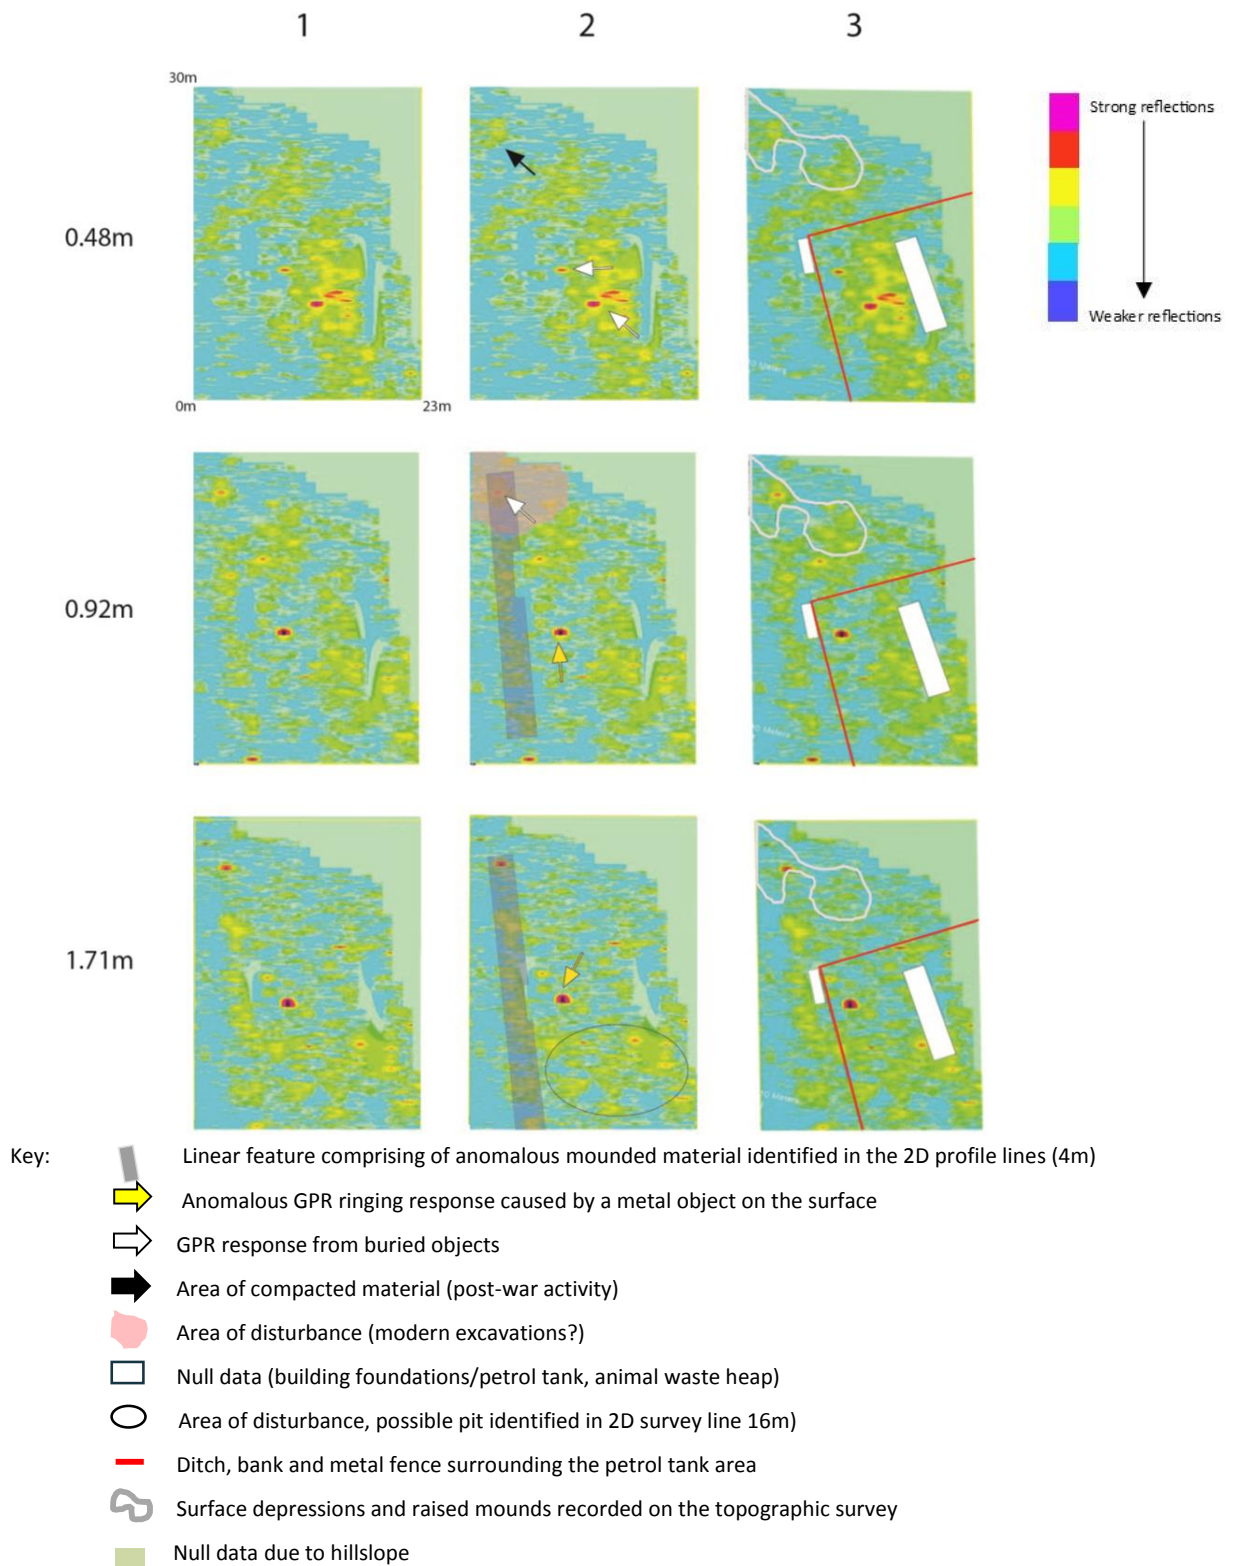 1 2 3
30m
Strong reflections
0.48m
Weaker reflections
0m 23m
0.92m
1.71m
Key:
Linear feature comprising of anomalous mounded material identified in the 2D profile lines (4m)
Anomalous GPR ringing response caused by a metal object on the surface
GPR response from buried objects
Area of compacted material (post-war activity)
Area of disturbance (modern excavations?)
Null data (building foundations/petrol tank, animal waste heap)
Area of disturbance, possible pit identified in 2D survey line 16m)
Ditch, bank and metal fence surrounding the petrol tank area
Surface depressions and raised mounds recorded on the topographic survey
Null data due to hillslope